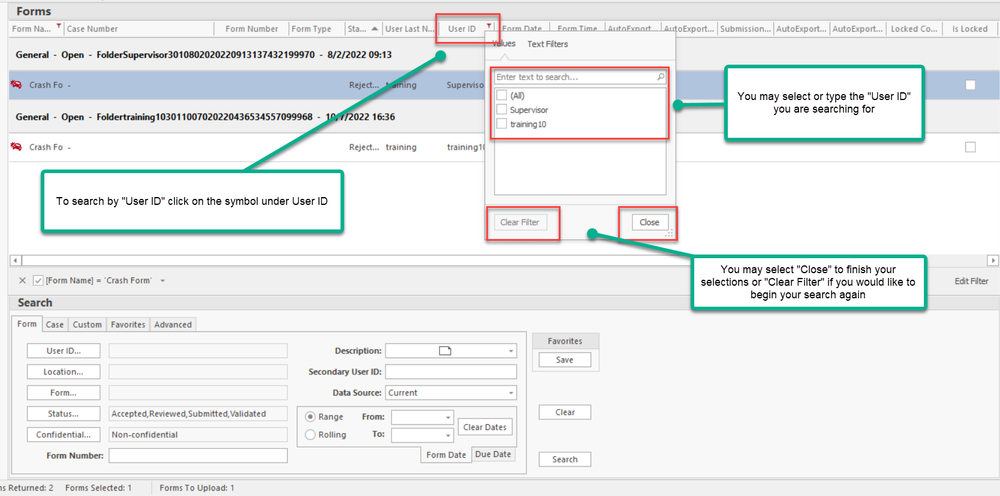 Forms
Form Na... Case Number Form Number Form Type Sta... User Last N... User ID Form Date Form Time AutoExport... AutoExport... Submission... AutoExport... AutoExport... Locked Co... Is Locked
Values Text Filters
General - Open - FolderSupervisor30108020202209131374321999​70 - 8/2/2022 09:13
Enter text to search...
Crash Fo - Reject... training Superviso
(All)
Supervisor
training10
You may select or type the "User ID"
you are searching for
General - Open - Foldertraining10301100702022043653455709​9968 - 10/7/2022 16:36
Crash Fo - Reject... training training10
To search by "User ID" click on the symbol under User ID
Clear Filter Close
You may select "Close" to finish your
selections or "Clear Filter" if you would like to
begin your search again
[Form Name] = 'Crash Form' Edit Filter
Search
Form Case Custom Favorites Advanced
User ID... Description: Favorites
Location... Secondary User ID: Save
Form... Data Source: Current
Status... Accepted,Reviewed,Submitted,Validated Range From: Clear Dates Clear
Confidential... Non-confidential Rolling To:
Form Number: Form Date Due Date Search
ns Returned: 2 Forms Selected: 1 Forms To Upload: 1